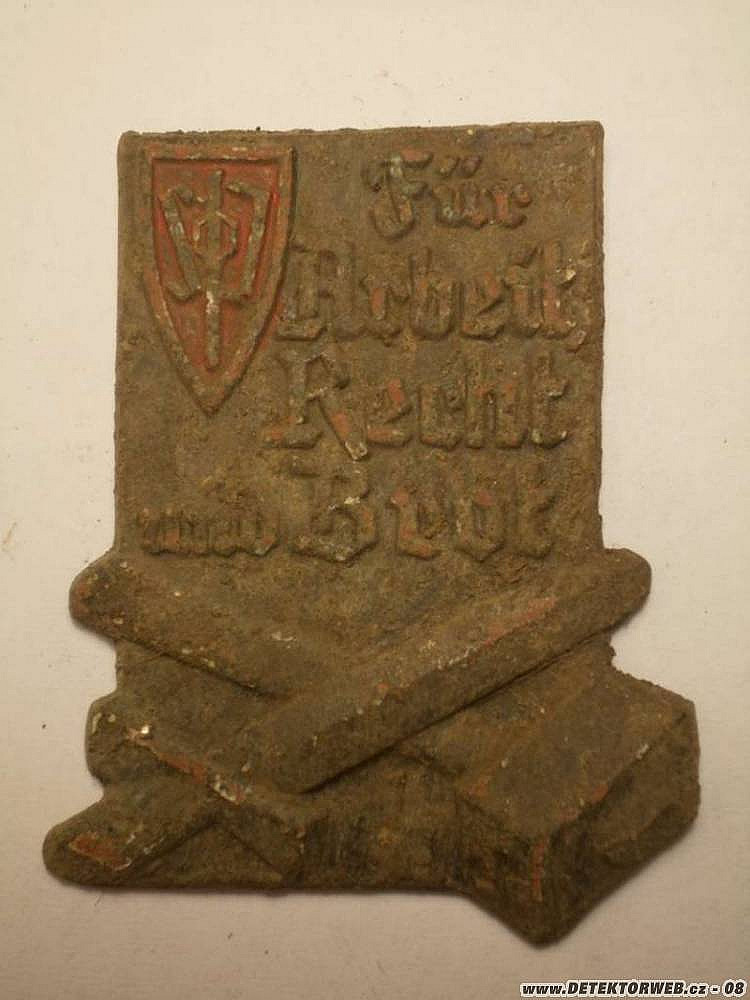 Für
Arbeit,
Recht
und Brot
www.DETEKTORWEB.cz - 08